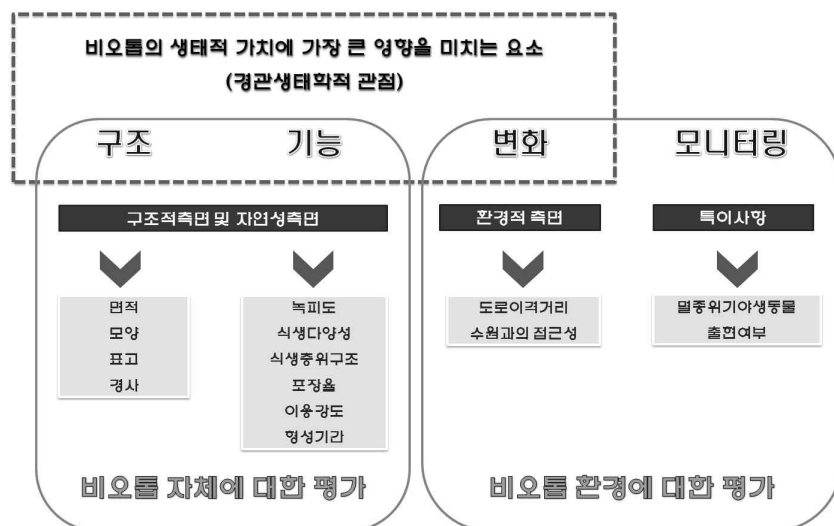 비오톱의 생태적 가치에 가장 큰 영향을 미치는 요소
(경관생태학적 관점)
구조
기능
변화
모니터링
구조적측면 및 자연성측면
환경적 측면
특이사항
면적
모양
표고
경사
녹피도
식생다양성
식생층위구조
포장율
이용강도
형성기간
도로이격거리
수원과의 접근성
멸종위기야생동물
출현여부
비오톱 자체에 대한 평가
비오톱 환경에 대한 평가